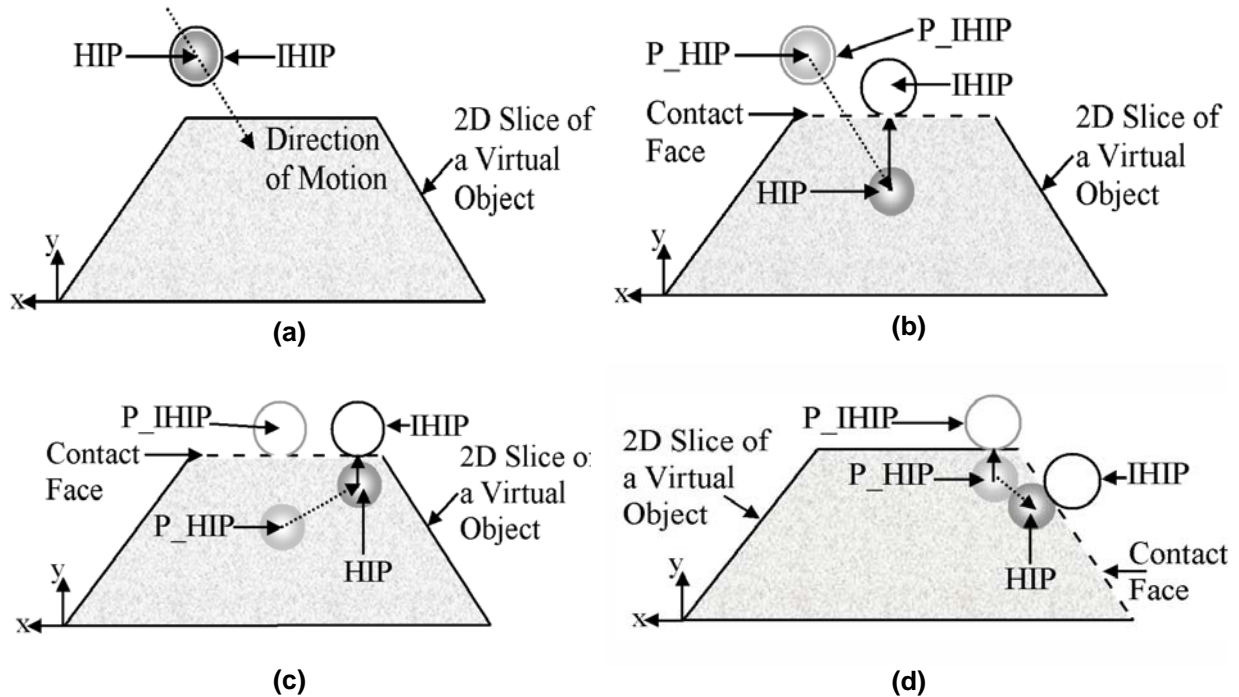 HIP
IHIP
Direction
of Motion
2D Slice of
a Virtual
Object
y
x
(a)
P_HIP
P_IHIP
IHIP
Contact
Face
HIP
2D Slice of
a Virtual
Object
y
x
(b)
P_IHIP
IHIP
Contact
Face
P_HIP
HIP
2D Slice o
a Virtual
Object
y
x
(c)
P_IHIP
2D Slice of
a Virtual
Object
P_HIP
IHIP
HIP
Contact
Face
y
x
(d)